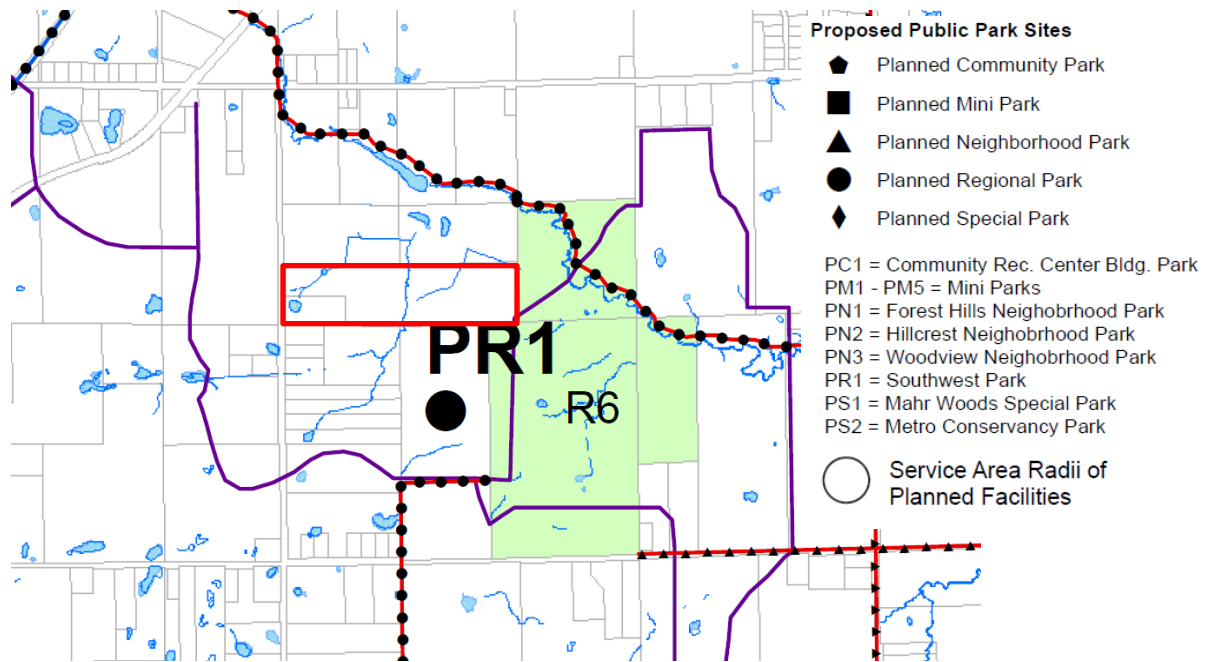 Proposed Public Park Sites
Planned Community Park
Planned Mini Park
Planned Neighborhood Park
Planned Regional Park
Planned Special Park
PC1 = Community Rec. Center Bldg. Park
PM1 - PM5 = Mini Parks
PN1 = Forest Hills Neighobrhood Park
PN2 = Hillcrest Neighobrhood Park
PN3 = Woodview Neighobrhood Park
PR1 = Southwest Park
PS1 = Mahr Woods Special Park
PS2 = Metro Conservancy Park
Service Area Radii of
Planned Facilities
PR1
R6